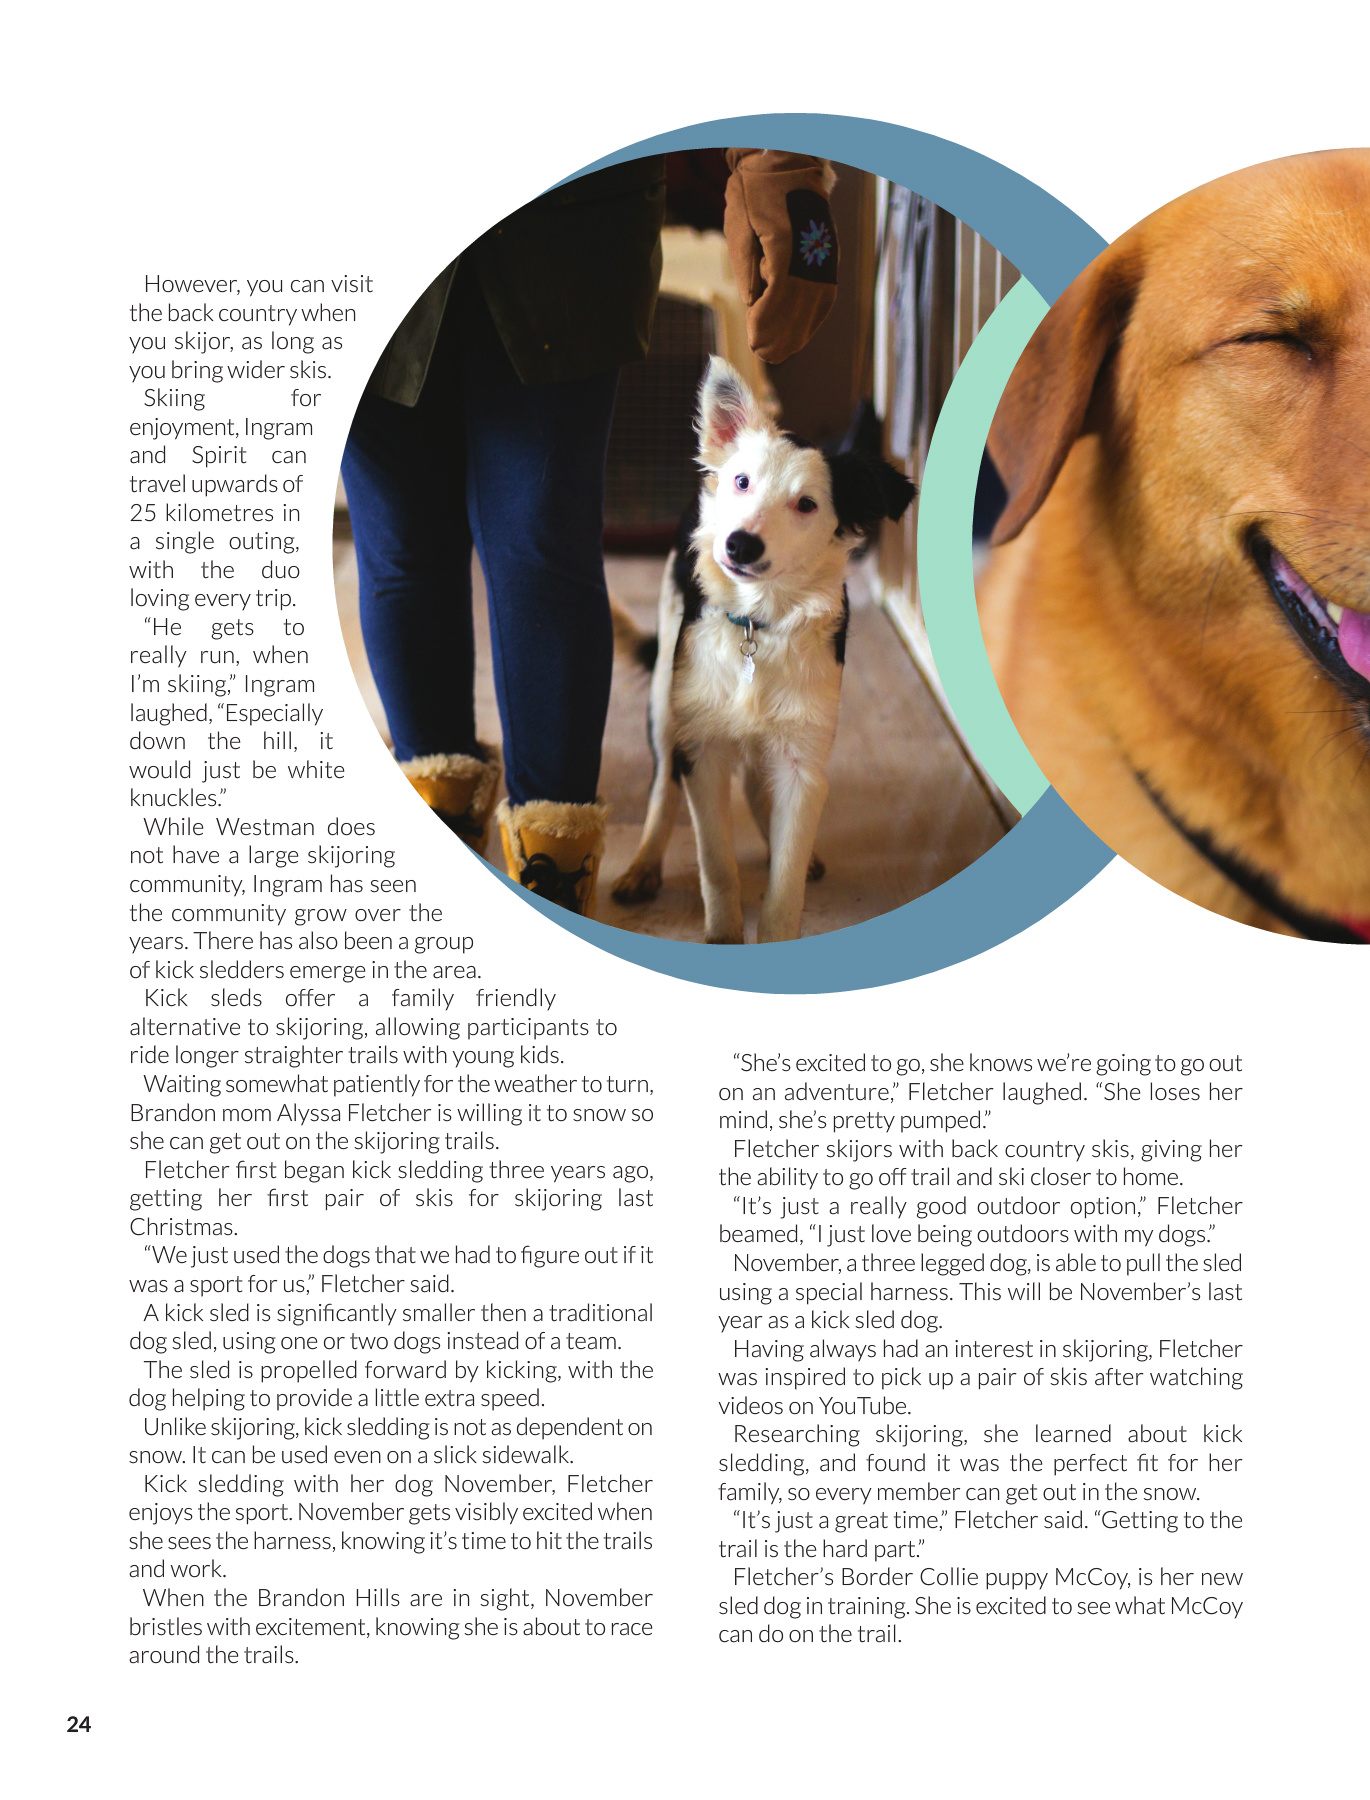 However, you can visit
the back country when
you skijor, as long as
you bring wider skis.
Skiing for
enjoyment, Ingram
and Spirit can
travel upwards of
25 kilometres in
a single outing,
with the duo
loving every trip.
“He gets to
really run, when
I’m skiing,” Ingram
laughed, “Especially
down the hill, it
would just be white
knuckles.”
While Westman does
not have a large skijoring
community, Ingram has seen
the community grow over the
years. There has also been a group
of kick sledders emerge in the area.
Kick sleds offer a family friendly
alternative to skijoring, allowing participants to
ride longer straighter trails with young kids.
Waiting somewhat patiently for the weather to turn,
Brandon mom Alyssa Fletcher is willing it to snow so
she can get out on the skijoring trails.
Fletcher first began kick sledding three years ago,
getting her first pair of skis for skijoring last
Christmas.
“We just used the dogs that we had to figure out if it
was a sport for us,” Fletcher said.
A kick sled is significantly smaller then a traditional
dog sled, using one or two dogs instead of a team.
The sled is propelled forward by kicking, with the
dog helping to provide a little extra speed.
Unlike skijoring, kick sledding is not as dependent on
snow. It can be used even on a slick sidewalk.
Kick sledding with her dog November, Fletcher
enjoys the sport. November gets visibly excited when
she sees the harness, knowing it’s time to hit the trails
and work.
When the Brandon Hills are in sight, November
bristles with excitement, knowing she is about to race
around the trails.
“She’s excited to go, she knows we’re going to go out
on an adventure,” Fletcher laughed. “She loses her
mind, she’s pretty pumped.”
Fletcher skijors with back country skis, giving her
the ability to go off trail and ski closer to home.
“It’s just a really good outdoor option,” Fletcher
beamed, “I just love being outdoors with my dogs.”
November, a three legged dog, is able to pull the sled
using a special harness. This will be November’s last
year as a kick sled dog.
Having always had an interest in skijoring, Fletcher
was inspired to pick up a pair of skis after watching
videos on YouTube.
Researching skijoring, she learned about kick
sledding, and found it was the perfect fit for her
family, so every member can get out in the snow.
“It’s just a great time,” Fletcher said. “Getting to the
trail is the hard part.”
Fletcher’s Border Collie puppy McCoy, is her new
sled dog in training. She is excited to see what McCoy
can do on the trail.
24